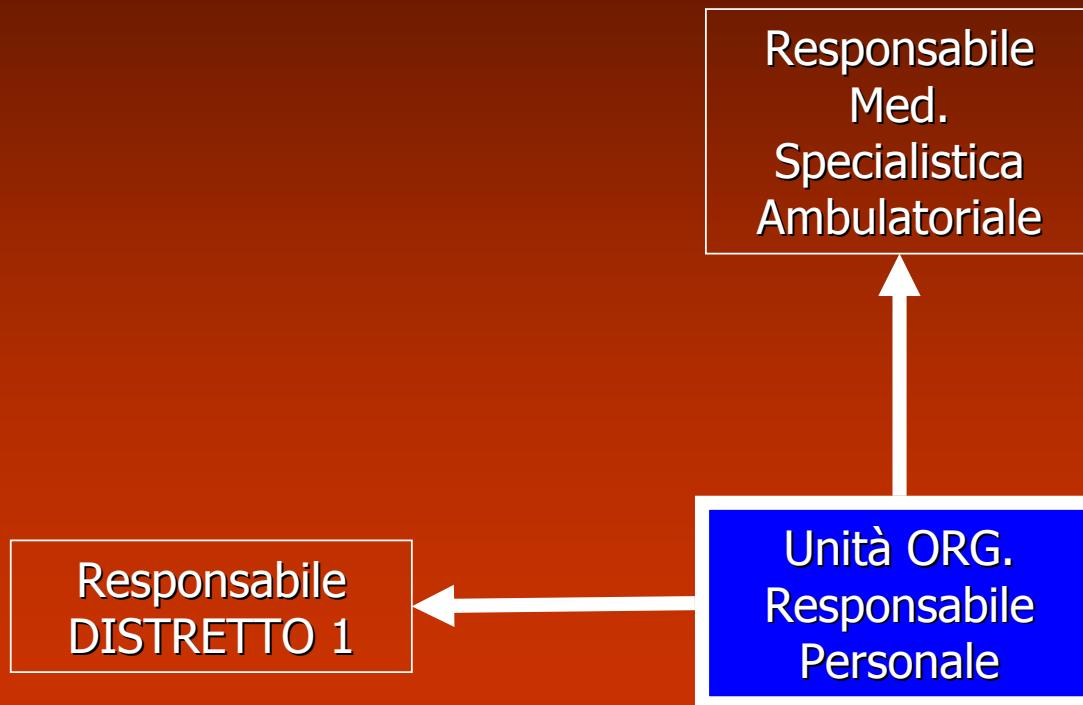 Responsabile
Med.
Specialistica
Ambulatoriale
Responsabile
DISTRETTO 1
Unità ORG.
Responsabile
Personale